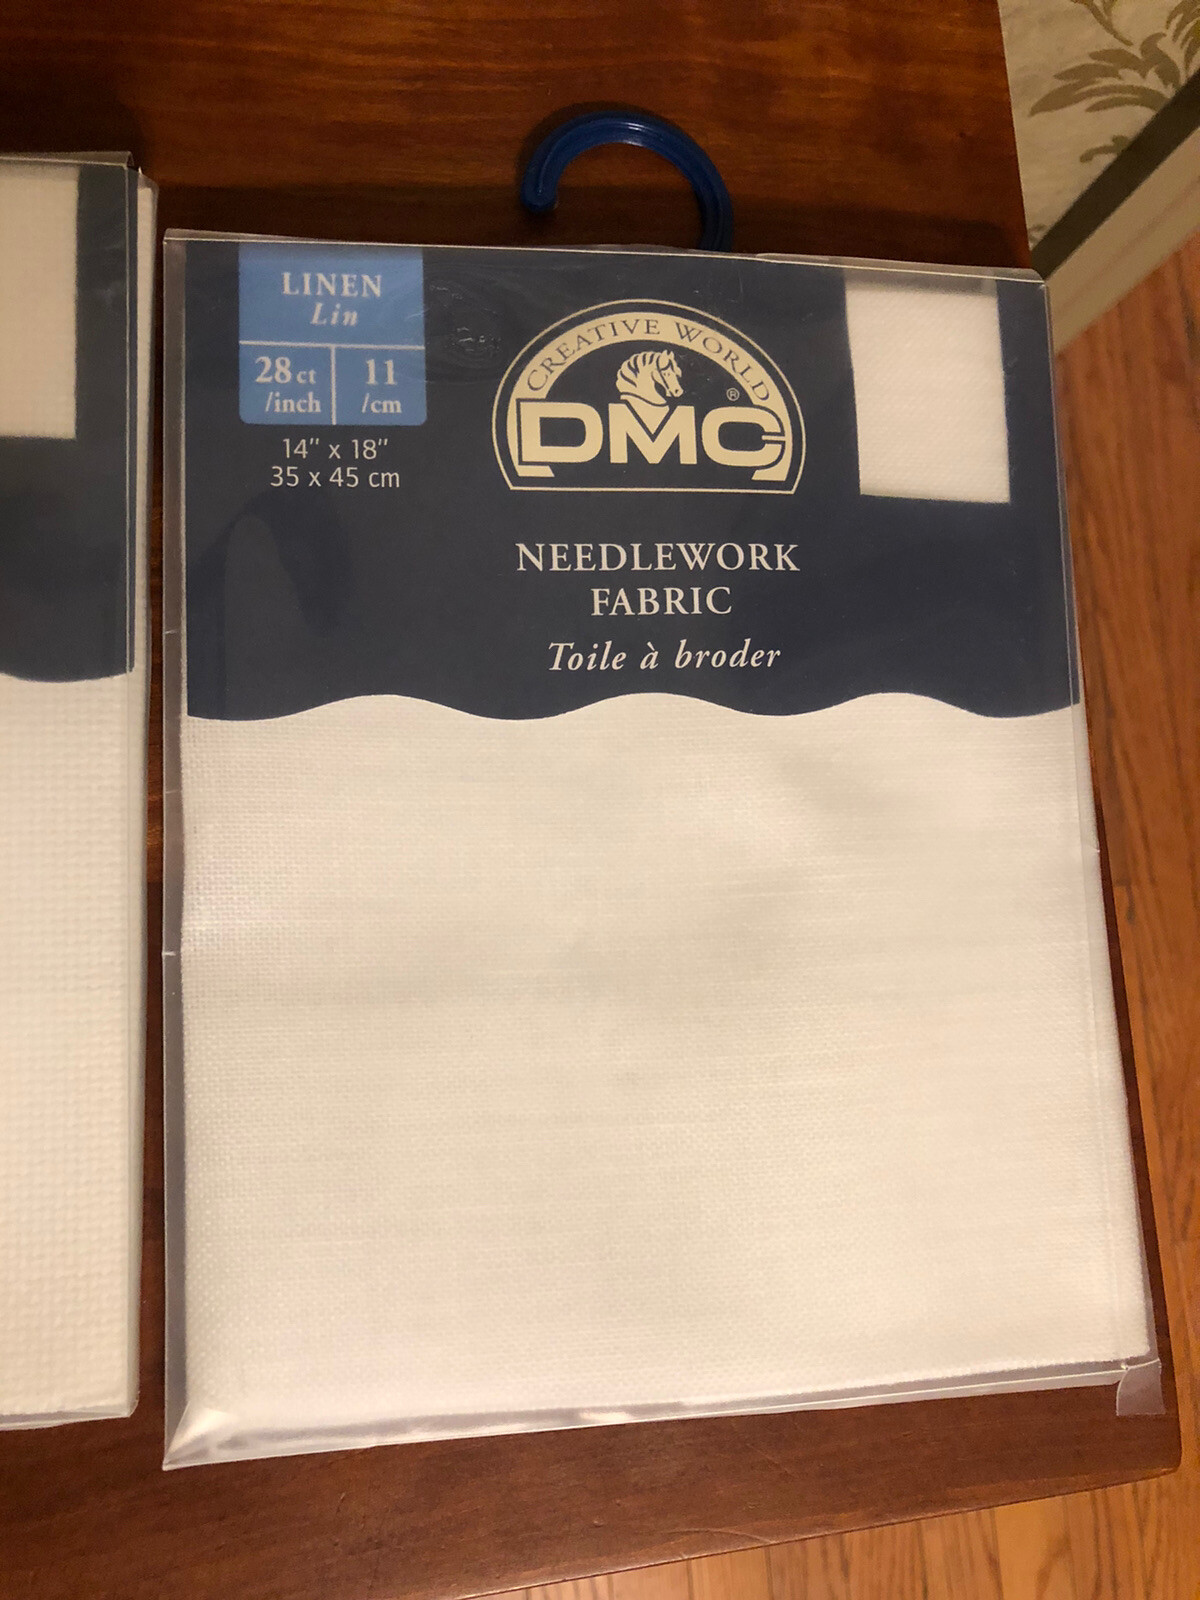 LINEN
Lin
28 ct
/inch
11
/cm
14" x 18"
35 x 45 cm
CREATIVE WORLD
DMC®
NEEDLEWORK
FABRIC
Toile à broder